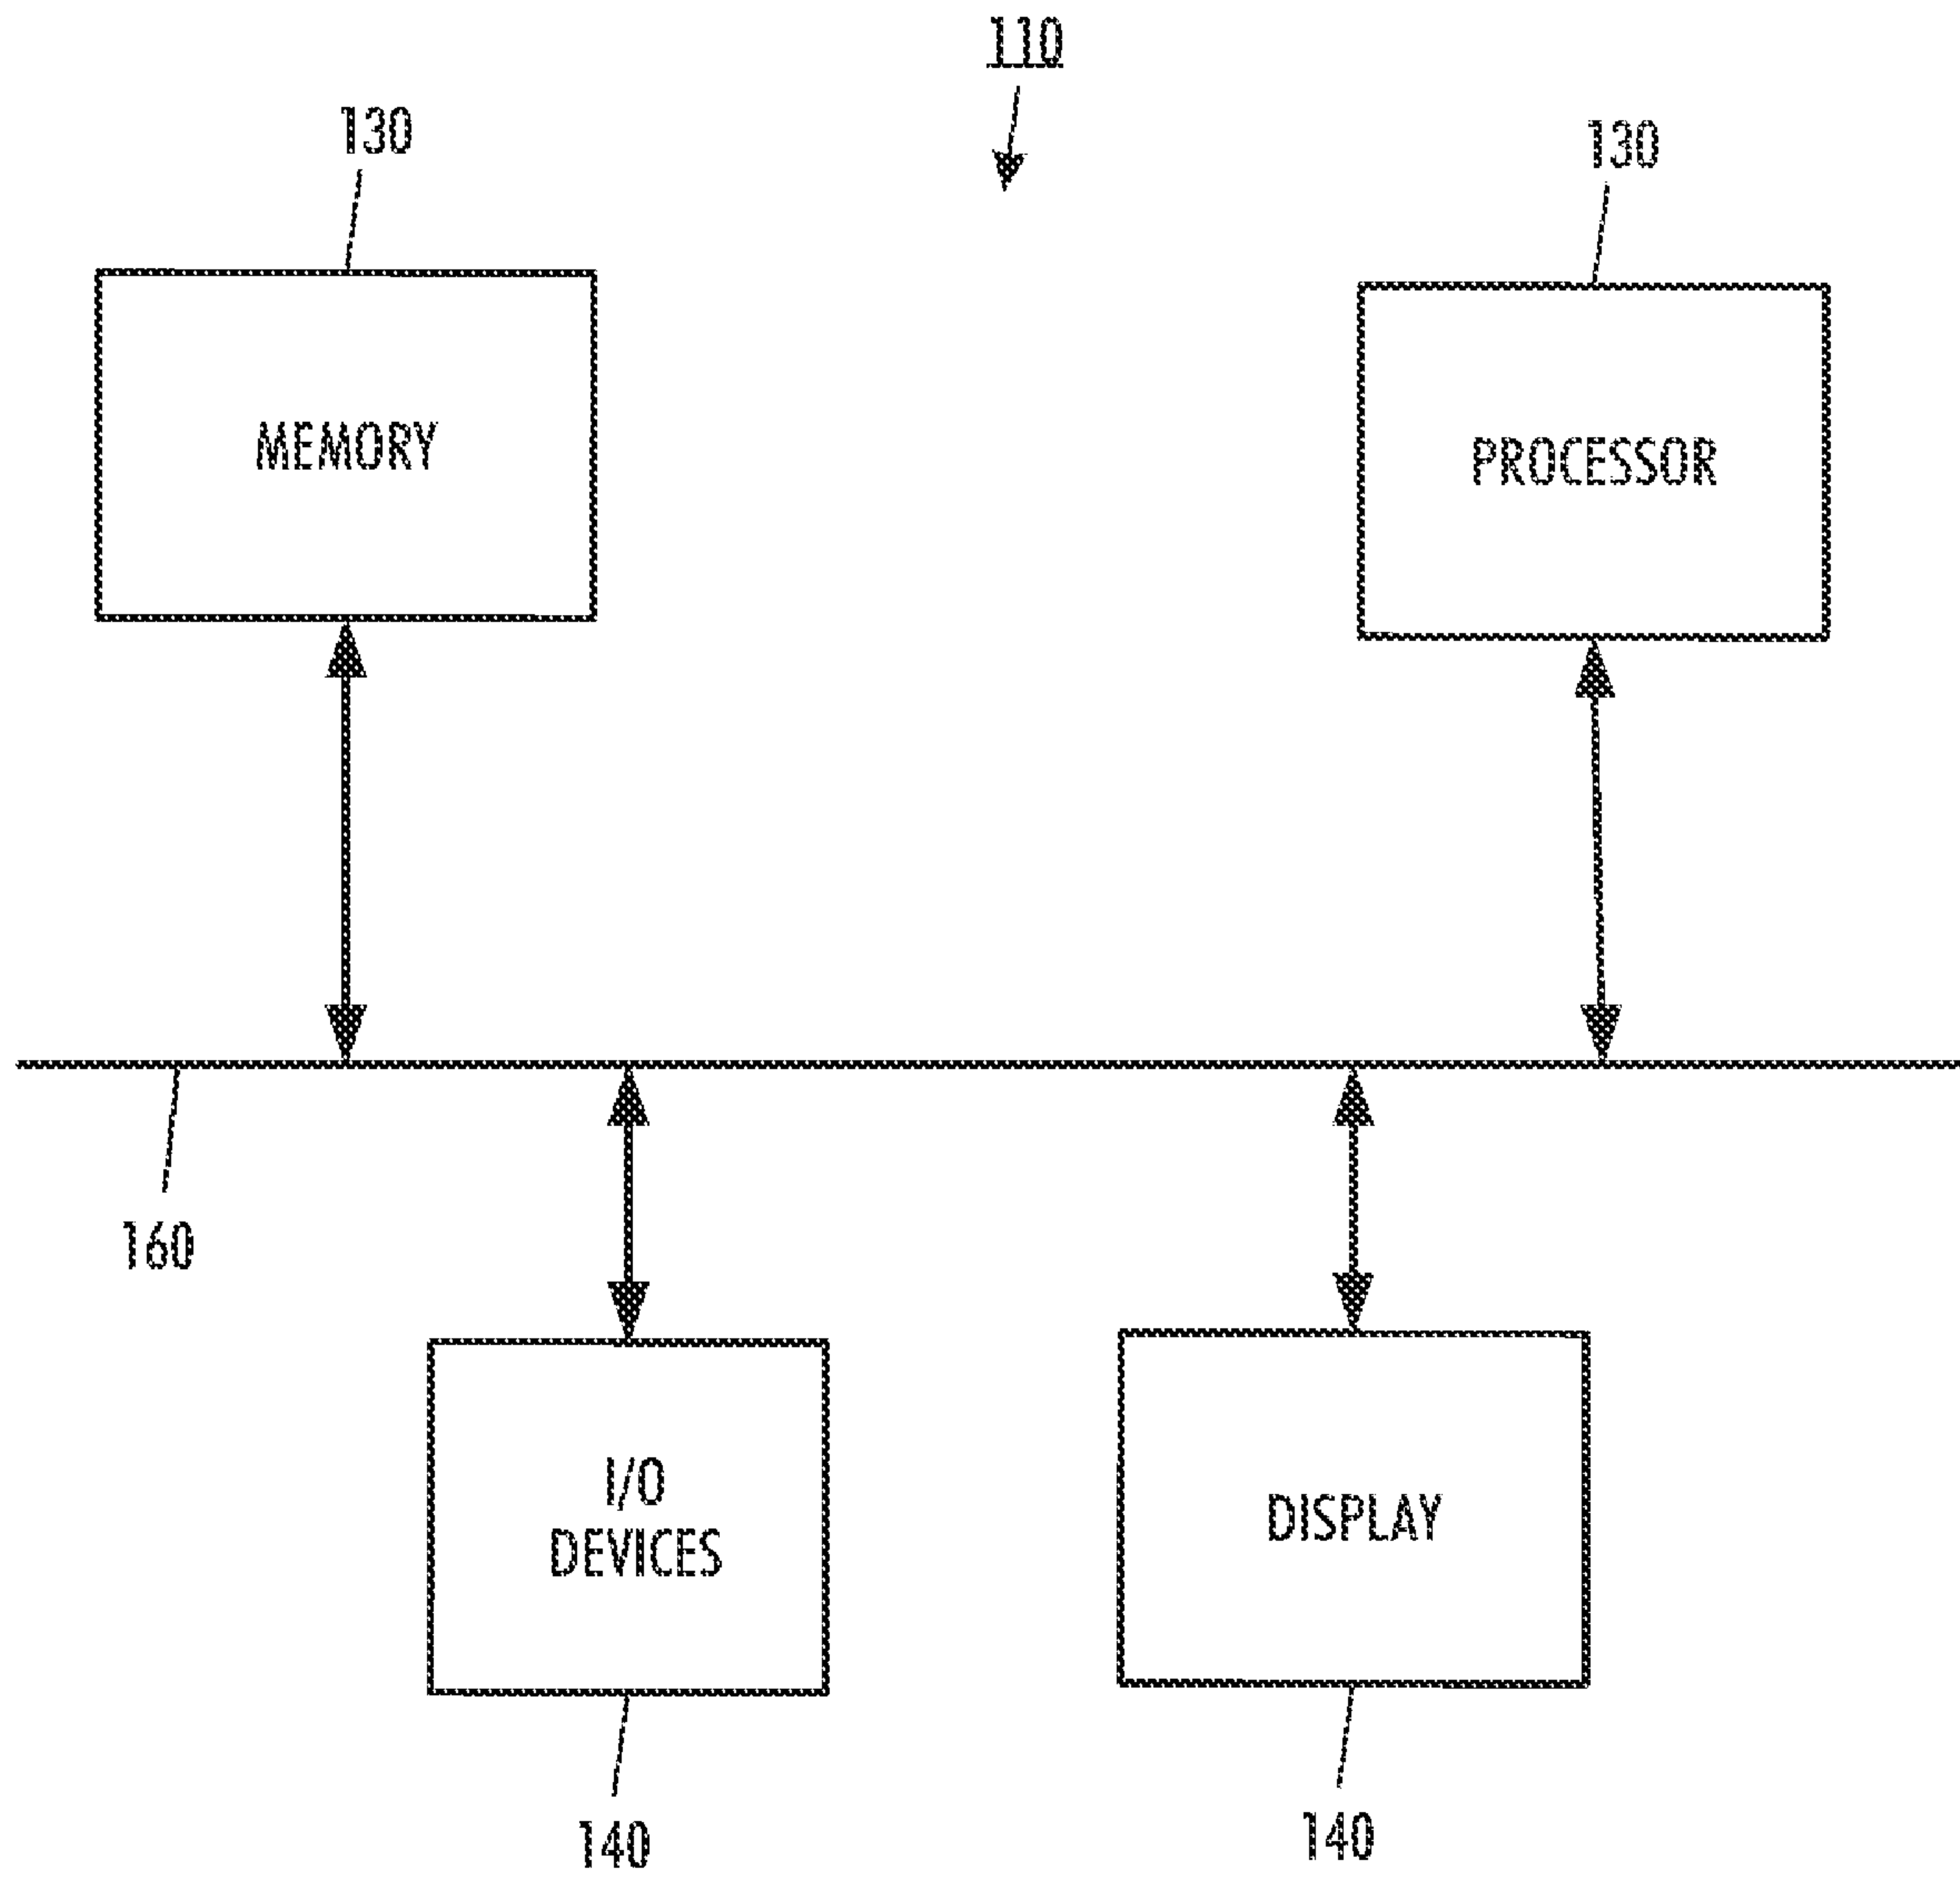 110
130
130
MEMORY
PROCESSOR
160
I/O
DEVICES
DISPLAY
140
140